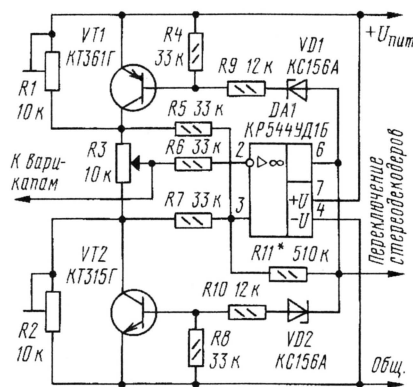 VT1
КТ361Г
R4
33 к
VD1
КС156А
+Uпит
R9 12 к
DA1
КР544УД1Б
R1
10 к
R5 33 к
R3
10 к
R6 33 к
К вари-
капам
2
▷ ∞
6
7
+U
-U
4
3
R7 33 к
Переключение
стереодекодеров
R11* 510 к
VT2
КТ315Г
R10 12 к
R2
10 к
R8
33 к
VD2
КС156А
Общ.